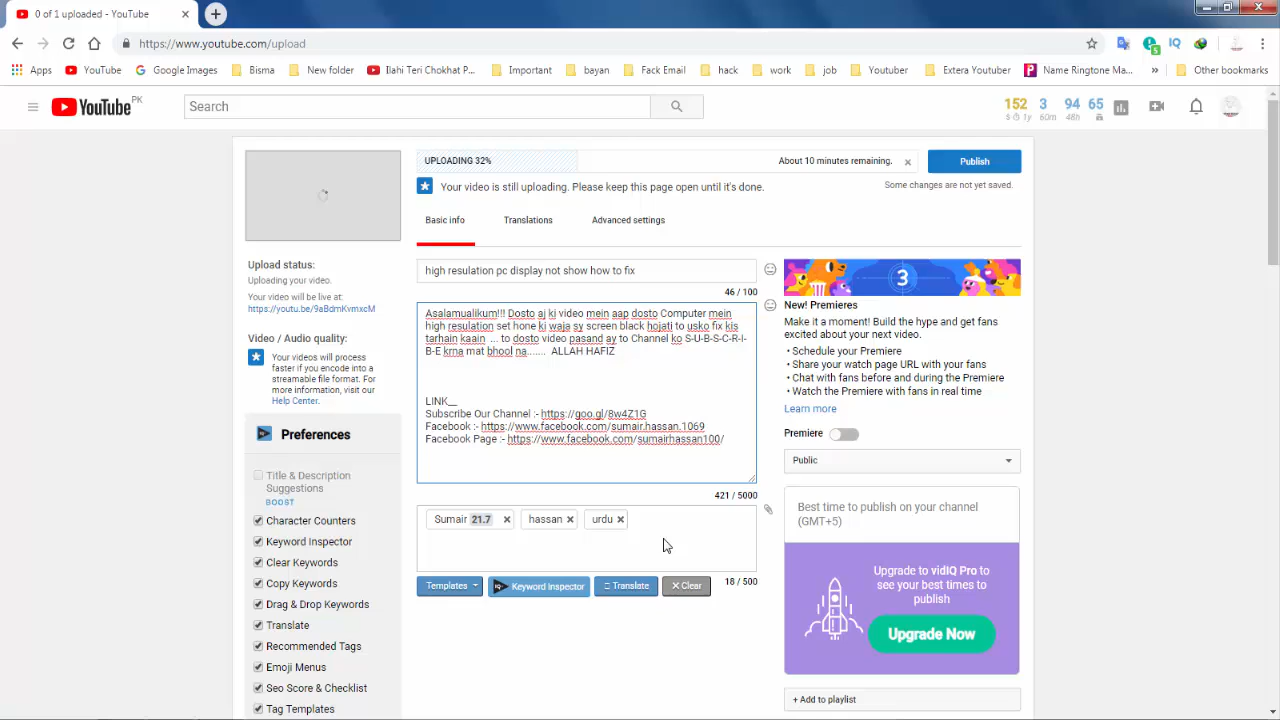 0 of 1 uploaded - YouTube
https://www.youtube.com/upload
Apps
YouTube
Google Images
Bisma
New folder
Ilahi Teri Chokhat P...
Important
bayan
Fack Email
hack
work
job
Youtuber
Extera Youtuber
Name Ringtone Ma...
Other bookmarks
YouTube PK
Search
152 3 94 65
1y 60m 48h
UPLOADING 32%
About 10 minutes remaining.
Publish
Your video is still uploading. Please keep this page open until it's done.
Some changes are not yet saved.
Basic info
Translations
Advanced settings
Upload status:
Uploading your video.
Your video will be live at:
https://youtu.be/9aBdmKvmxcM
Video / Audio quality:
Your videos will process
faster if you encode into a
streamable file format. For
more information, visit our
Help Center.
Preferences
Title & Description
Suggestions
BOOST
Character Counters
Keyword Inspector
Clear Keywords
Copy Keywords
Drag & Drop Keywords
Translate
Recommended Tags
Emoji Menus
Seo Score & Checklist
Tag Templates
high resulation pc display not show how to fix
46 / 100
Asalamualikum!!! Dosto aj ki video mein aap dosto Computer mein
high resulation set hone ki waja sy screen black hojati to usko fix kis
tarhain kaain ... to dosto video pasand ay to Channel ko S-U-B-S-C-R-I-
B-E krna mat bhool na....... ALLAH HAFIZ
LINK__
Subscribe Our Channel :- https://goo.gl/8w4Z1G
Facebook :- https://www.facebook.com/sumair.hassan.1069
Facebook Page :- https://www.facebook.com/sumairhassan100/
421 / 5000
Sumair 21.7
hassan
urdu
Templates
Keyword Inspector
Translate
Clear
18 / 500
3
New! Premieres
Make it a moment! Build the hype and get fans
excited about your next video.
• Schedule your Premiere
• Share your watch page URL with your fans
• Chat with fans before and during the Premiere
• Watch the Premiere with fans in real time
Learn more
Premiere
Public
Best time to publish on your channel
(GMT+5)
Upgrade to vidIQ Pro to
see your best times to
publish
Upgrade Now
+ Add to playlist